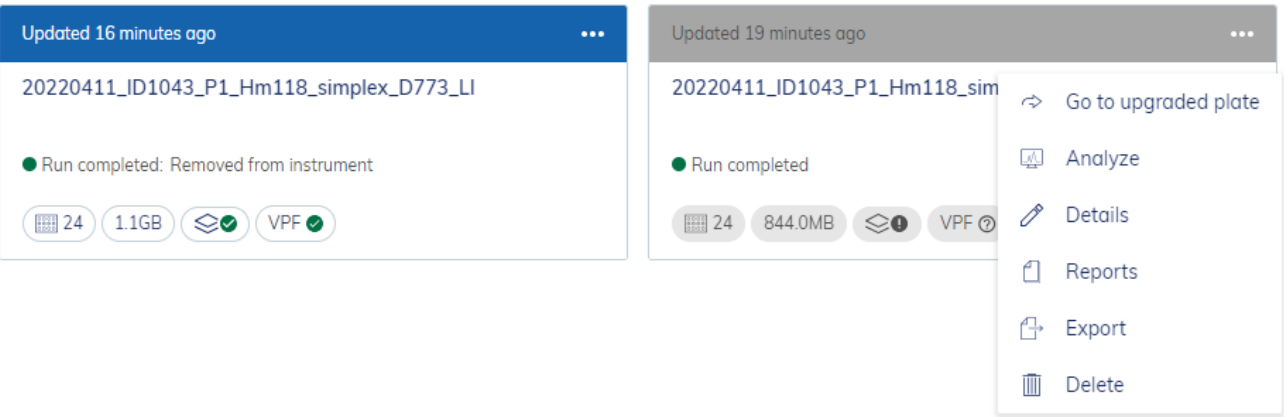 Updated 16 minutes ago
20220411_ID1043_P1_Hm118_simplex_D773_LI
Run completed: Removed from instrument
24 1.1GB VPF
Updated 19 minutes ago
20220411_ID1043_P1_Hm118_sim
Run completed
24 844.0MB VPF
Go to upgraded plate
Analyze
Details
Reports
Export
Delete